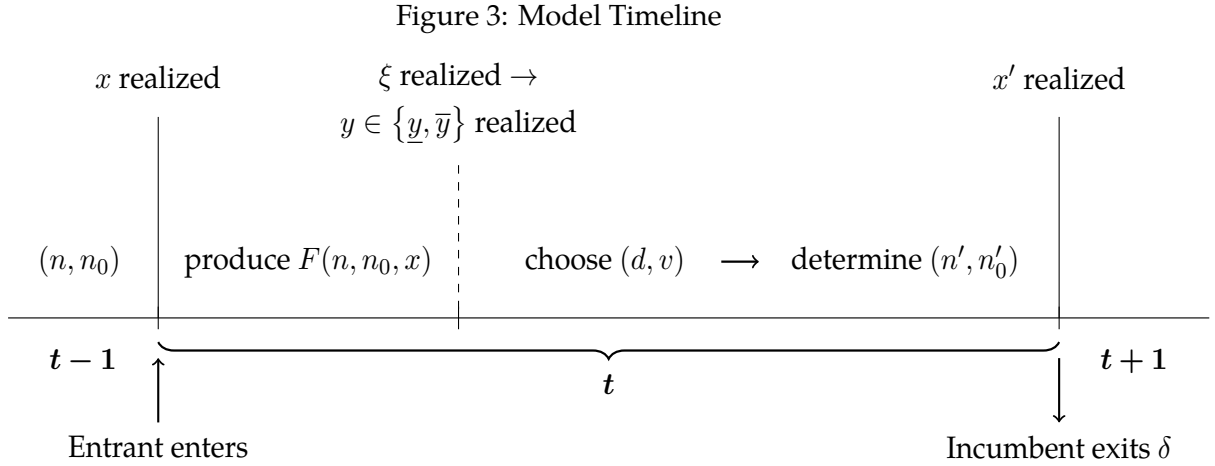 Figure 3: Model Timeline
x realized
ξ realized →
y ∈ {y̲, y̅} realized
x′ realized
(n, n₀)
produce F(n, n₀, x)
choose (d, v) ⟶ determine (n′, n′₀)
t − 1
t
t + 1
Entrant enters
Incumbent exits δ